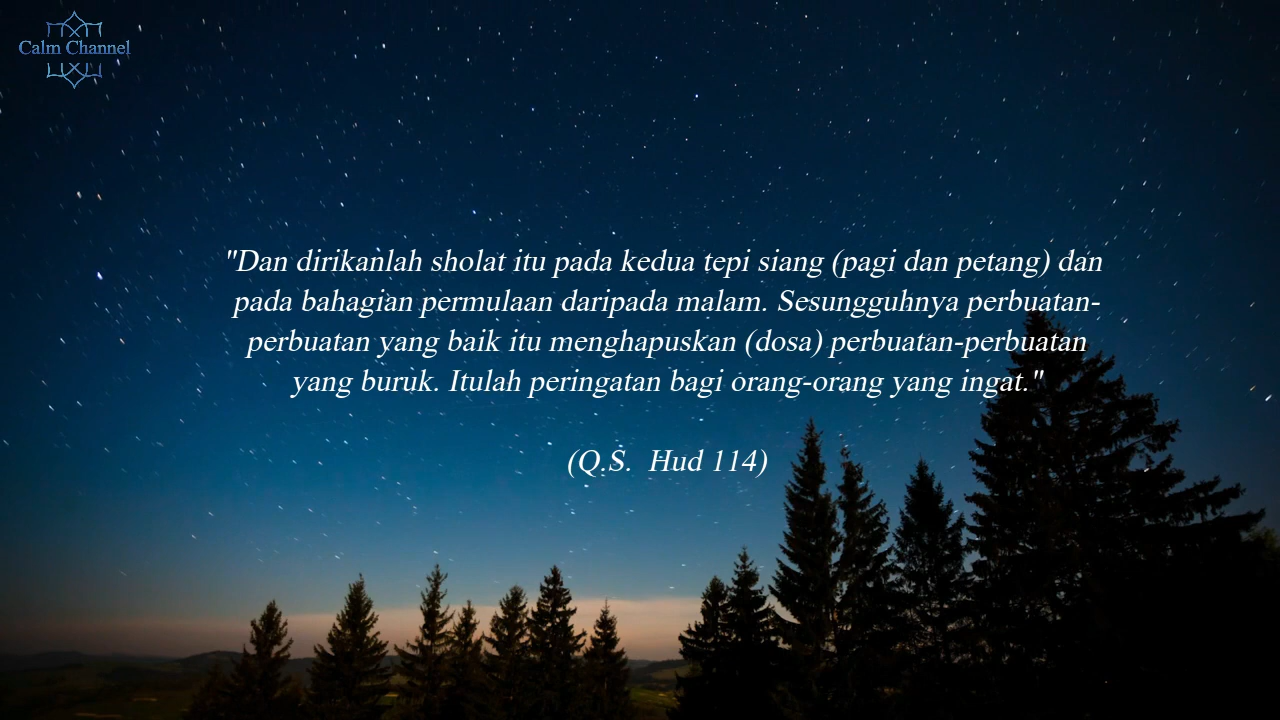 Calm Channel
"Dan dirikanlah sholat itu pada kedua tepi siang (pagi dan petang) dan
pada bahagian permulaan daripada malam. Sesungguhnya perbuatan-
perbuatan yang baik itu menghapuskan (dosa) perbuatan-perbuatan
yang buruk. Itulah peringatan bagi orang-orang yang ingat."
(Q.S.  Hud 114)